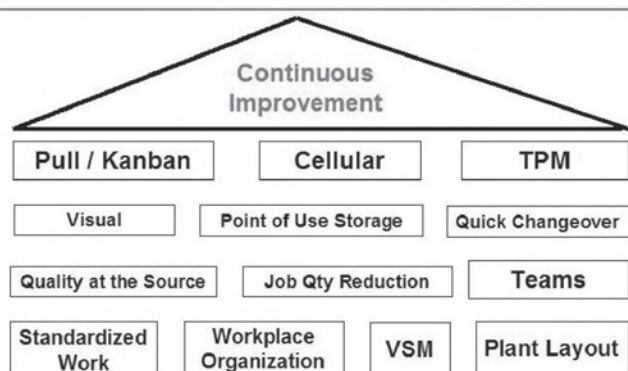 Continuous
Improvement
Pull / Kanban
Cellular
TPM
Visual
Point of Use Storage
Quick Changeover
Quality at the Source
Job Qty Reduction
Teams
Standardized
Work
Workplace
Organization
VSM
Plant Layout